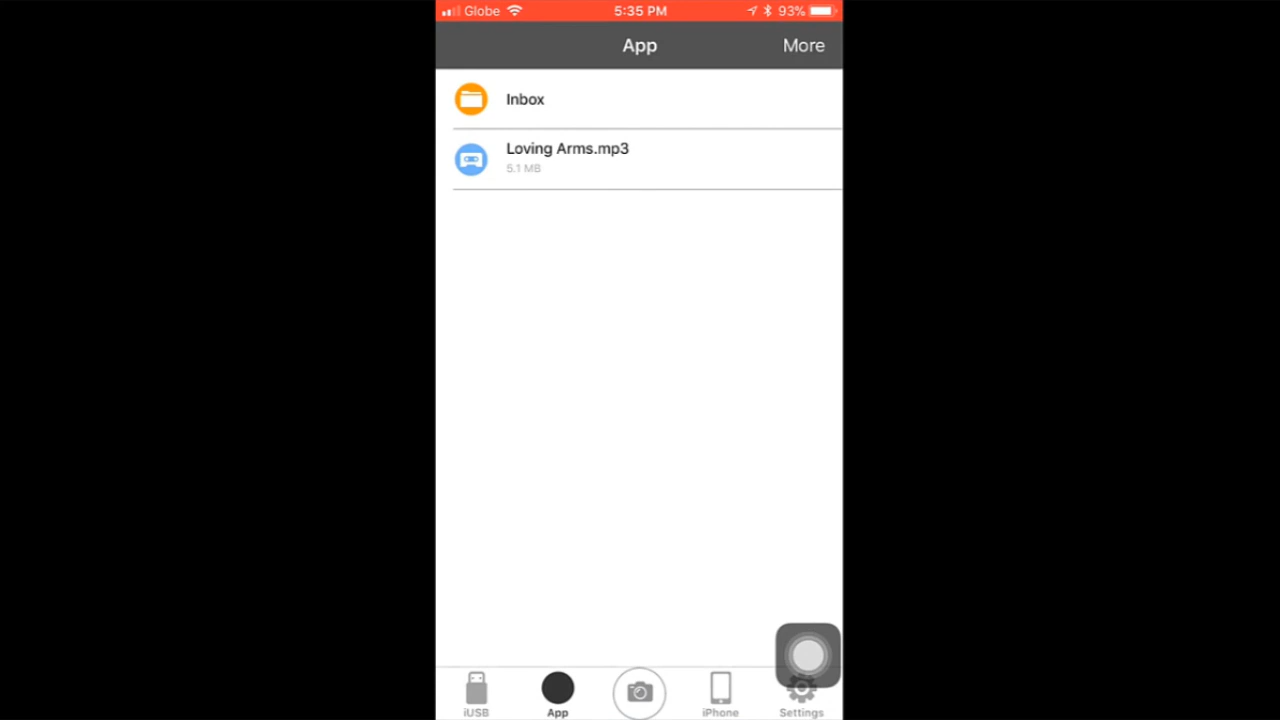 Globe 5:35 PM 93%
App More
Inbox
Loving Arms.mp3
5.1 MB
iUSB App iPhone Settings